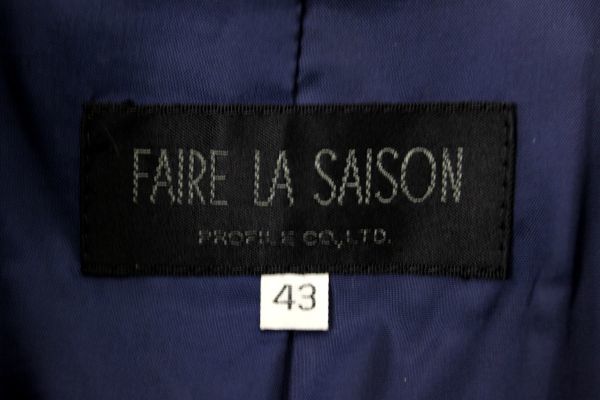 FAIRE LA SAISON
PROFILE CO., LTD.
43